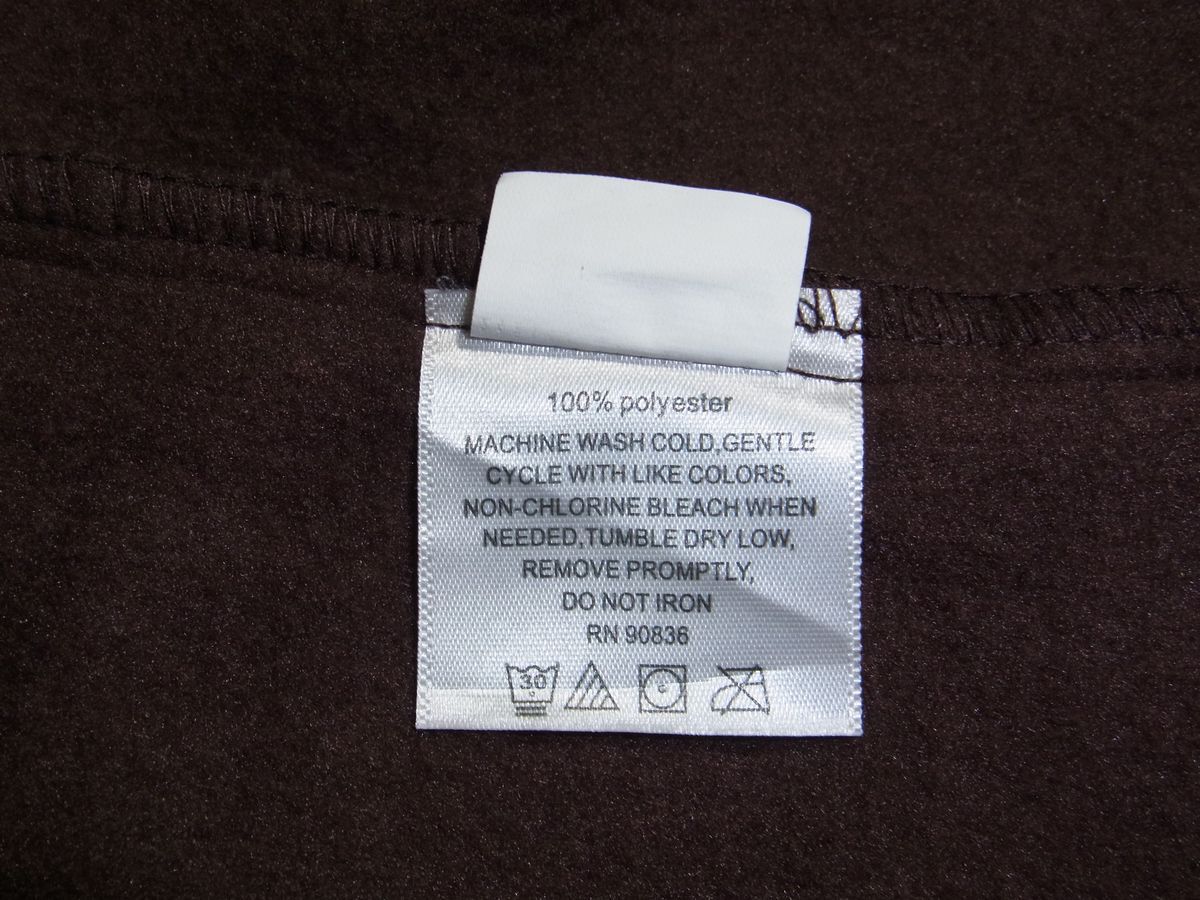 100% polyester
MACHINE WASH COLD,GENTLE
CYCLE WITH LIKE COLORS,
NON-CHLORINE BLEACH WHEN
NEEDED,TUMBLE DRY LOW,
REMOVE PROMPTLY,
DO NOT IRON
RN 90836
30